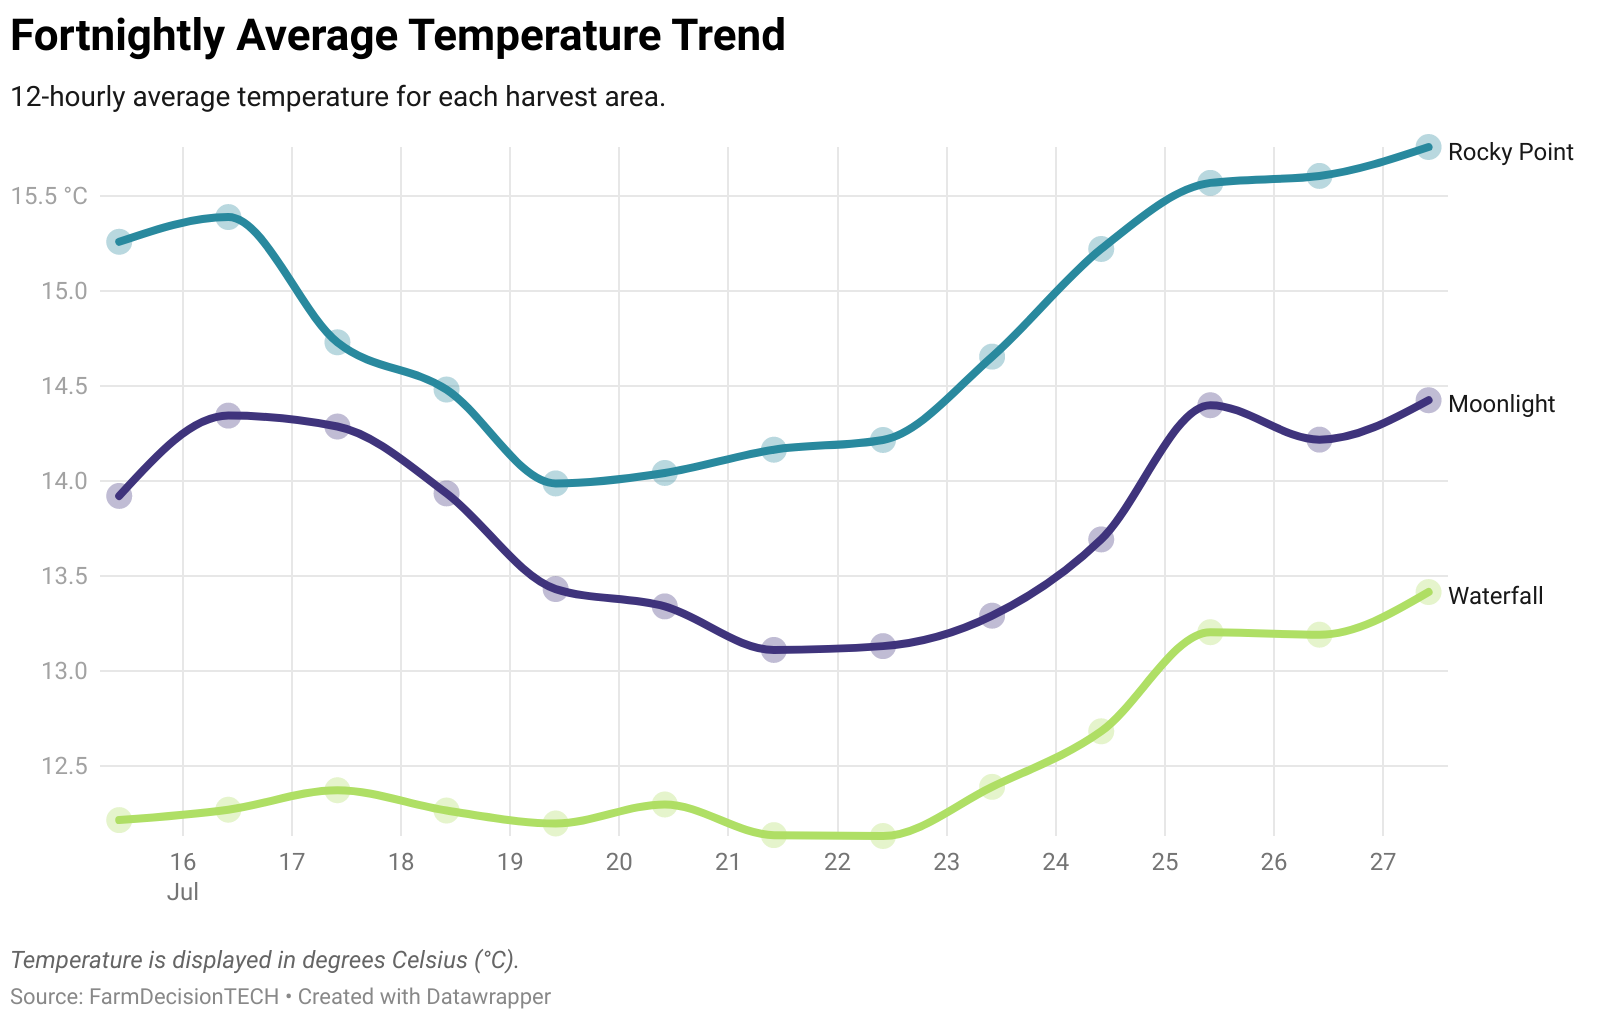 Fortnightly Average Temperature Trend
12-hourly average temperature for each harvest area.
Rocky Point
15.5 °C
15.0
14.5
Moonlight
14.0
13.5
Waterfall
13.0
12.5
16 17 18 19 20 21 22 23 24 25 26 27
Jul
Temperature is displayed in degrees Celsius (°C).
Source: FarmDecisionTECH • Created with Datawrapper